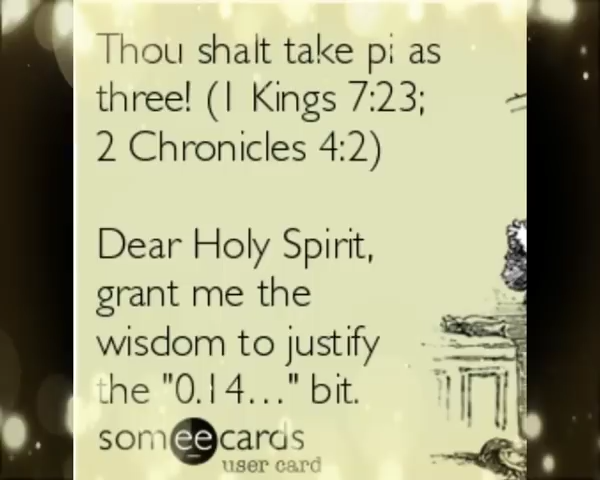 Thou shalt take pi as
three! (1 Kings 7:23;
2 Chronicles 4:2)
Dear Holy Spirit,
grant me the
wisdom to justify
the "0.14..." bit.
someecards
user card